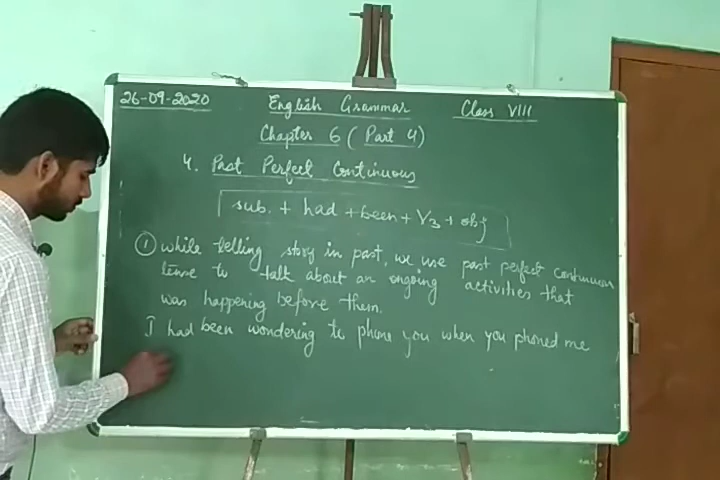 26-09-2020 English Grammar Class VIII
Chapter 6 ( Part 4)
4. Past Perfect Continuous
sub. + had + been + V3 + obj
① while telling story in past, we use past perfect continuous
tense to talk about an ongoing activities that
was happening before them.
I had been wondering to phone you when you phoned me